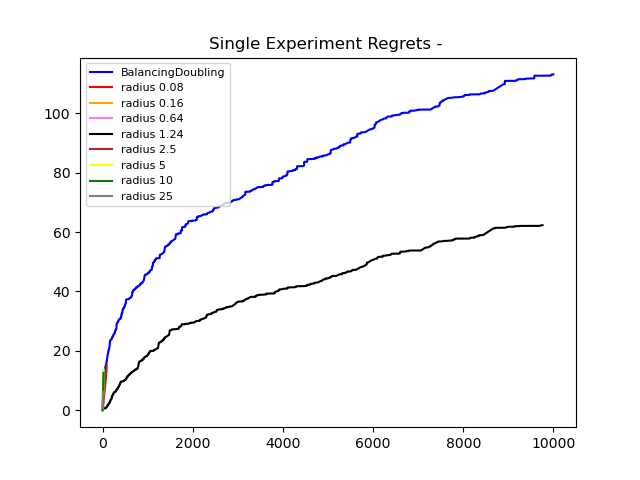 Single Experiment Regrets -
BalancingDoubling
radius 0.08
radius 0.16
radius 0.64
radius 1.24
radius 2.5
radius 5
radius 10
radius 25
100
80
60
40
20
0
0 2000 4000 6000 8000 10000